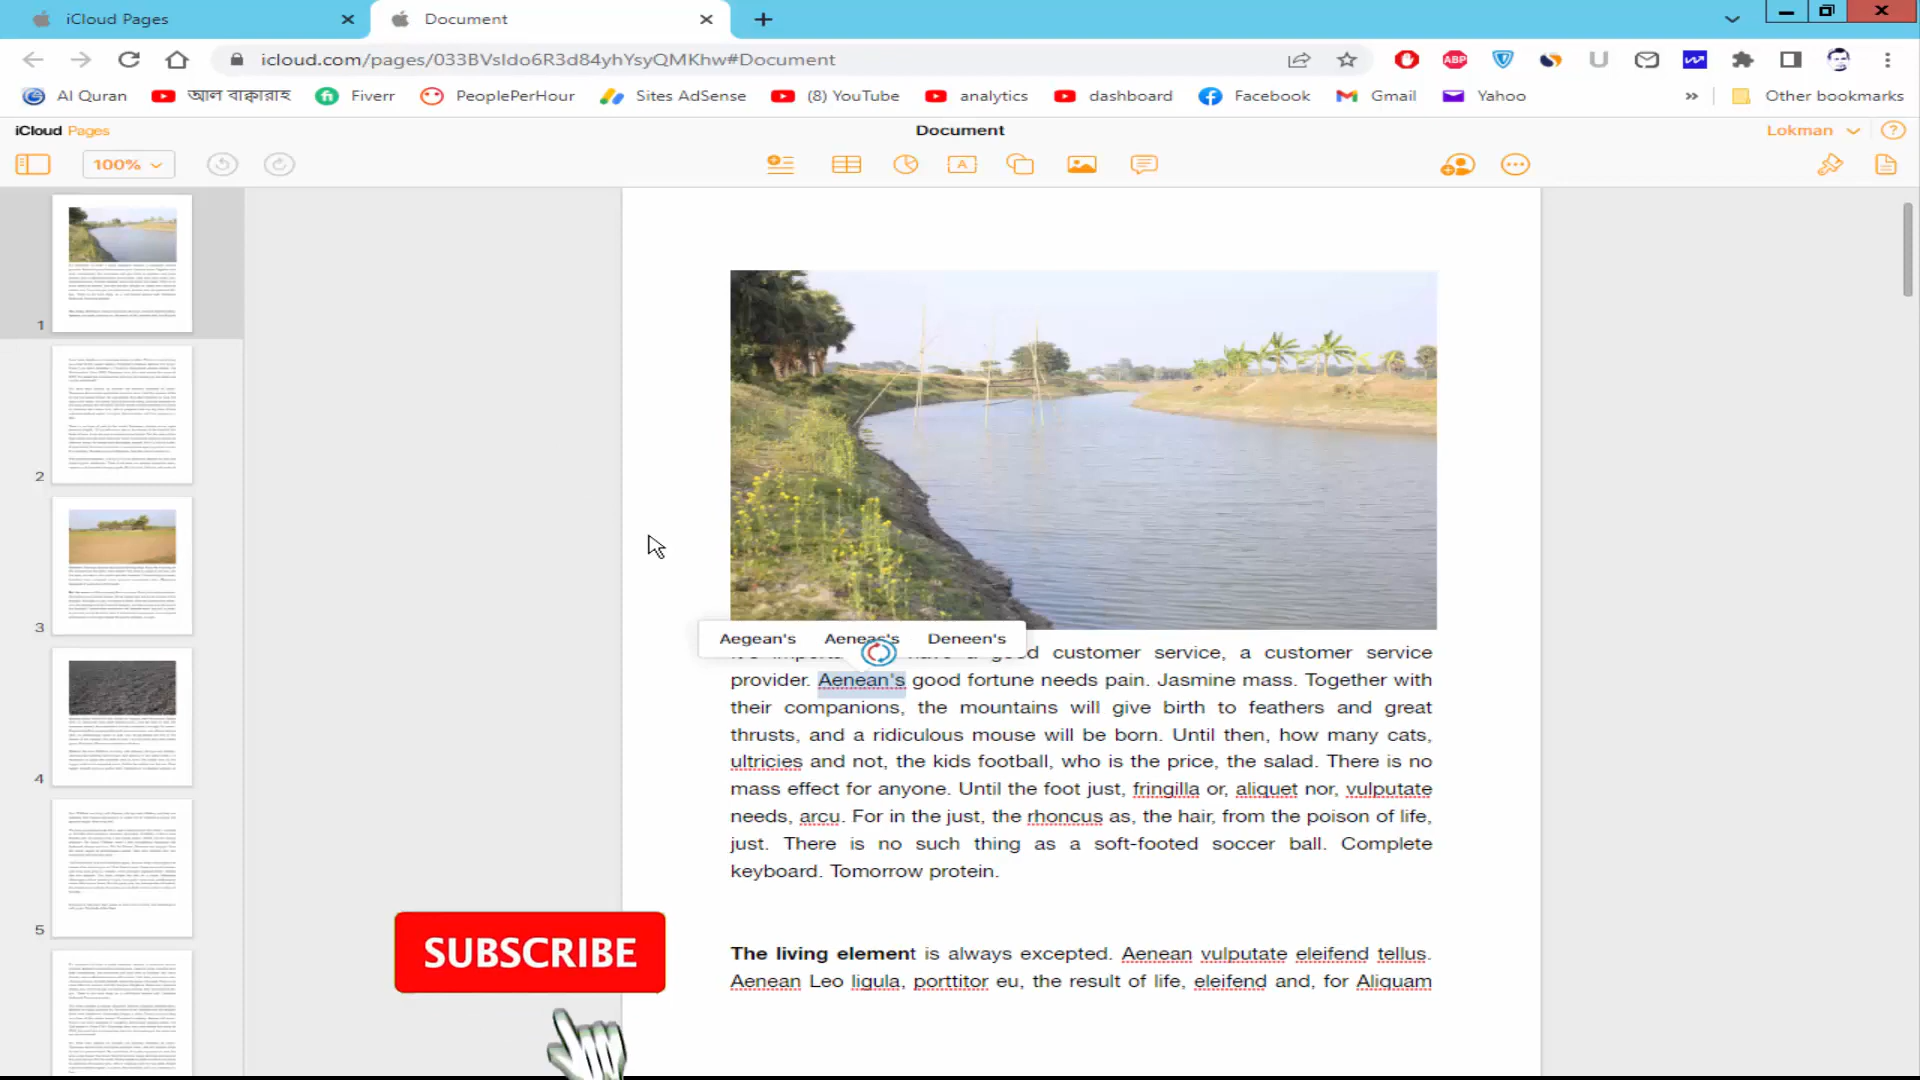 iCloud Pages
Document
icloud.com/pages/033BVsIdo6R3d84yhYsyQMKhw#Document
ABP
U
Al Quran
আল বাক্বারাহ
Fiverr
PeoplePerHour
Sites AdSense
(8) YouTube
analytics
dashboard
Facebook
Gmail
Yahoo
»
Other bookmarks
iCloud Pages
Document
Lokman
?
100%
A
1
2
3
4
5
Aegean's Aeneas's Deneen's
good customer service, a customer service
provider. Aenean's good fortune needs pain. Jasmine mass. Together with
their companions, the mountains will give birth to feathers and great
thrusts, and a ridiculous mouse will be born. Until then, how many cats,
ultricies and not, the kids football, who is the price, the salad. There is no
mass effect for anyone. Until the foot just, fringilla or, aliquet nor, vulputate
needs, arcu. For in the just, the rhoncus as, the hair, from the poison of life,
just. There is no such thing as a soft-footed soccer ball. Complete
keyboard. Tomorrow protein.
The living element is always excepted. Aenean vulputate eleifend tellus.
Aenean Leo ligula, porttitor eu, the result of life, eleifend and, for Aliquam
SUBSCRIBE